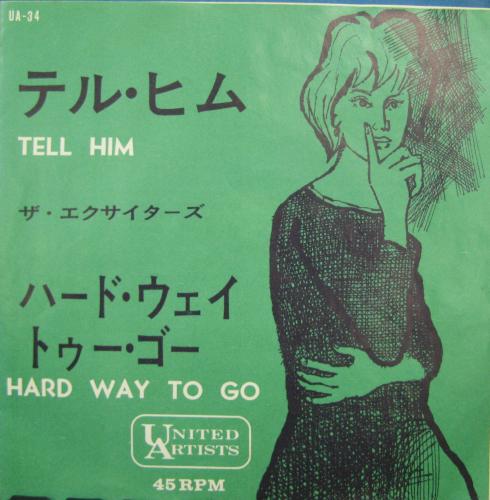 UA-34
テル・ヒム
TELL HIM
ザ・エクサイターズ
ハード・ウェイ
トゥー・ゴー
HARD WAY TO GO
UNITED
ARTISTS
45 RPM